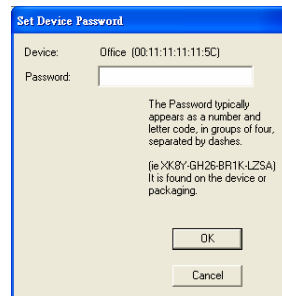 Set Device Password
Device: Office (00:11:11:11:11:5C)
Password:
The Password typically
appears as a number and
letter code, in groups of four,
separated by dashes.
(ie XK8Y-GH26-BR1K-LZSA)
It is found on the device or
packaging.
OK
Cancel